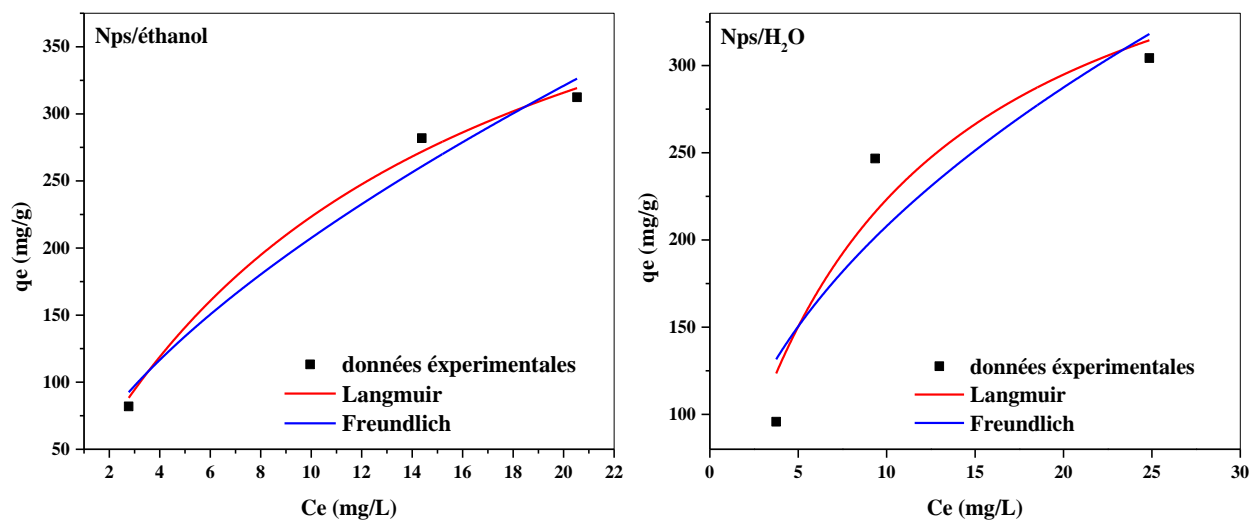 Nps/éthanol
350
300
250
200
150
100
50
qe (mg/g)
2 4 6 8 10 12 14 16 18 20 22
Ce (mg/L)
données éxperimentales
Langmuir
Freundlich
Nps/H₂O
300
250
200
150
100
qe (mg/g)
0 5 10 15 20 25 30
Ce (mg/L)
données éxperimentales
Langmuir
Freundlich